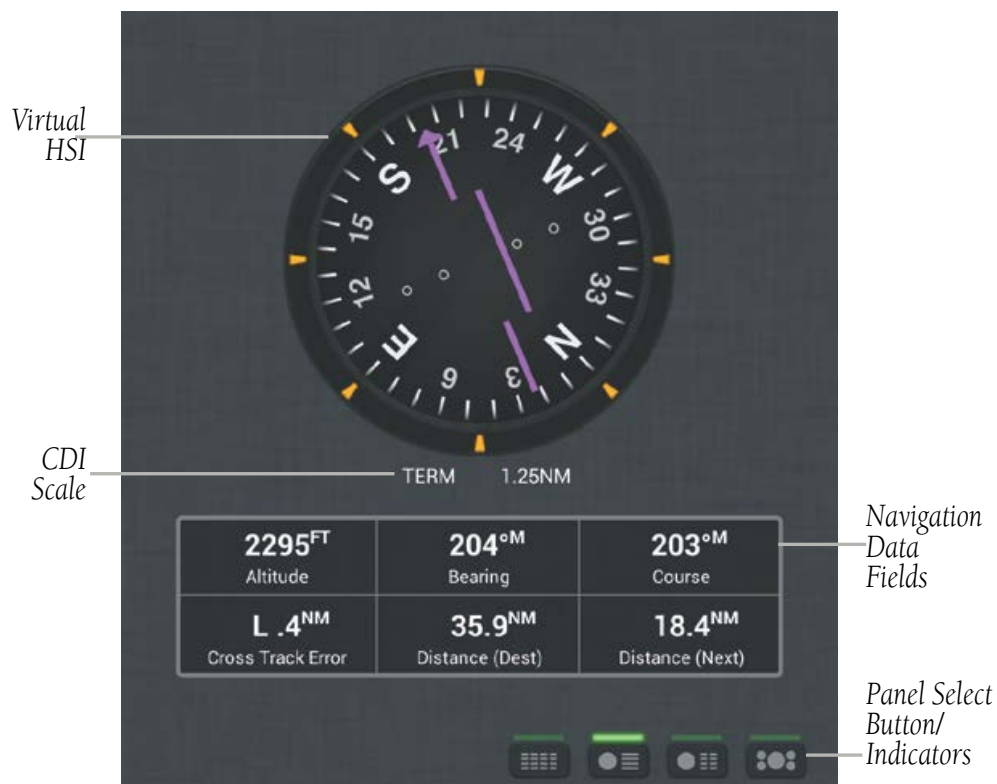 Virtual
HSI
21
24
S
W
15
30
12
33
E
N
6
3
CDI
Scale
TERM 1.25NM
2295FT 204°M 203°M
Altitude Bearing Course
L .4NM 35.9NM 18.4NM
Cross Track Error Distance (Dest) Distance (Next)
Navigation
Data
Fields
Panel Select
Button/
Indicators